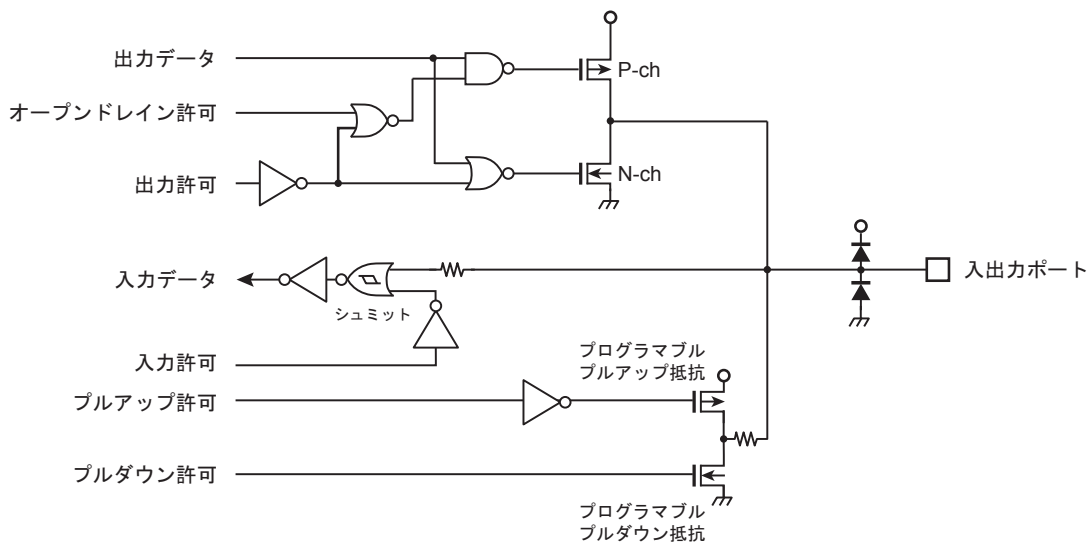 出力データ
P-ch
オープンドレイン許可
N-ch
出力許可
入力データ
シュミット
入出力ポート
入力許可
プログラマブル
プルアップ抵抗
プルアップ許可
プルダウン許可
プログラマブル
プルダウン抵抗